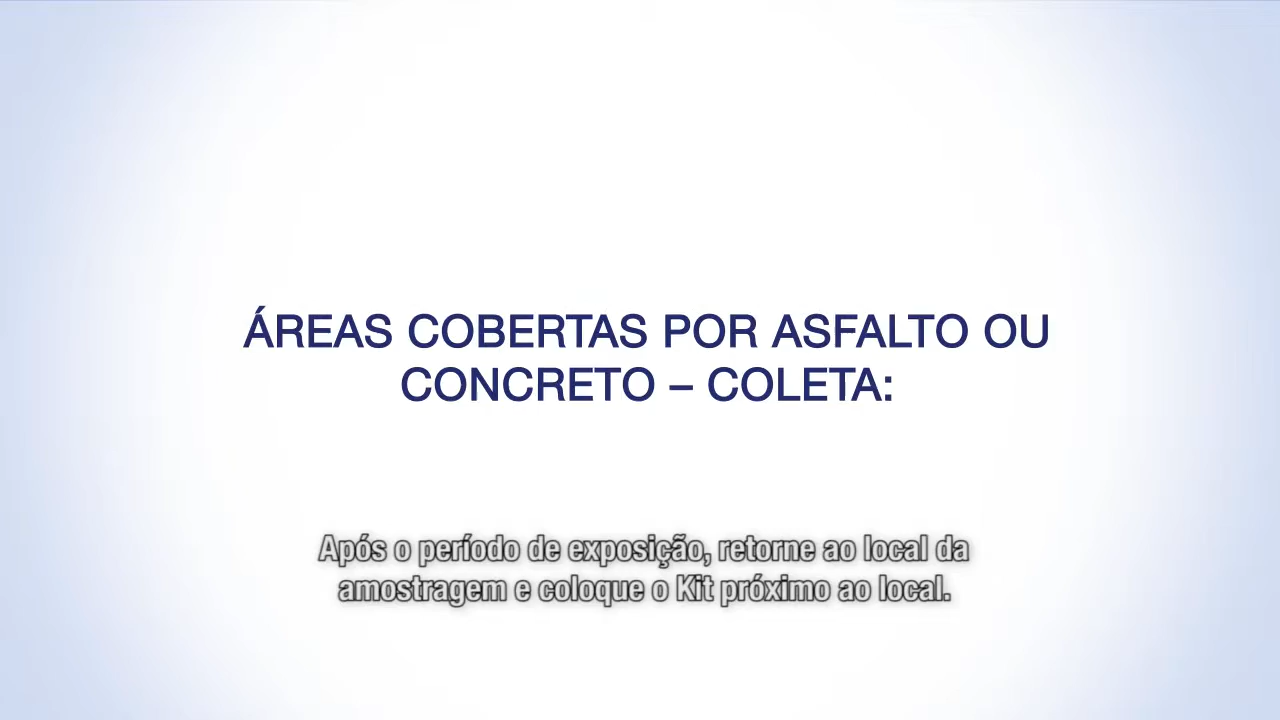 ÁREAS COBERTAS POR ASFALTO OU
CONCRETO – COLETA:
Após o período de exposição, retorne ao local da
amostragem e coloque o Kit próximo ao local.